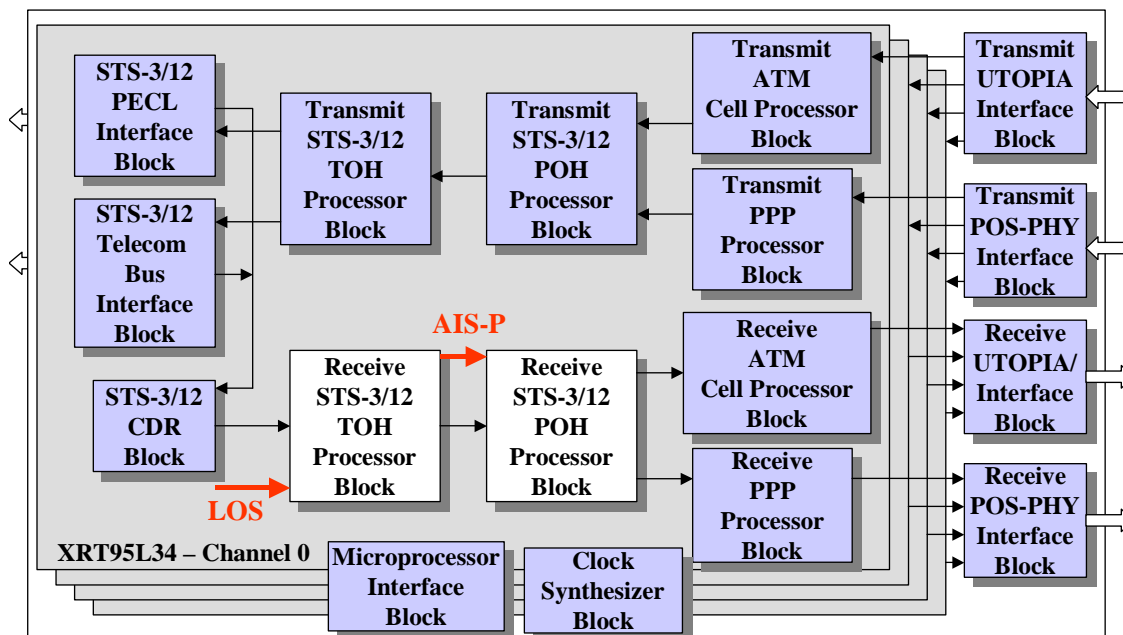 STS-3/12
PECL
Interface
Block
Transmit
STS-3/12
TOH
Processor
Block
Transmit
STS-3/12
POH
Processor
Block
Transmit
ATM
Cell Processor
Block
Transmit
UTOPIA
Interface
Block
STS-3/12
Telecom
Bus
Interface
Block
Transmit
PPP
Processor
Block
Transmit
POS-PHY
Interface
Block
AIS-P
STS-3/12
CDR
Block
LOS
Receive
STS-3/12
TOH
Processor
Block
Receive
STS-3/12
POH
Processor
Block
Receive
ATM
Cell Processor
Block
Receive
UTOPIA/
Interface
Block
Receive
PPP
Processor
Block
Receive
POS-PHY
Interface
Block
XRT95L34 – Channel 0
Microprocessor
Interface
Block
Clock
Synthesizer
Block